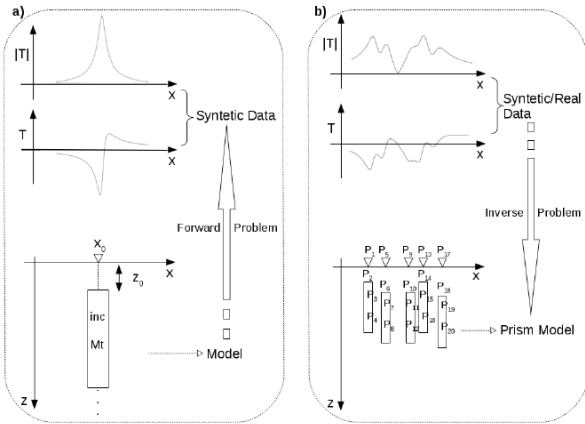 a)
|T|
X
T
X
Syntetic Data
Forward Problem
X₀
X
Z₀
inc
Mt
Model
Z
b)
|T|
X
T
X
Syntetic/Real
Data
Inverse Problem
P₁ P₅ P₉ P₁₃ P₁₇
X
P₂ P₆ P₁₀ P₁₄ P₁₈
P₃ P₇ P₁₁ P₁₅ P₁₉
P₄ P₈ P₁₂ P₁₆ P₂₀
Prism Model
Z